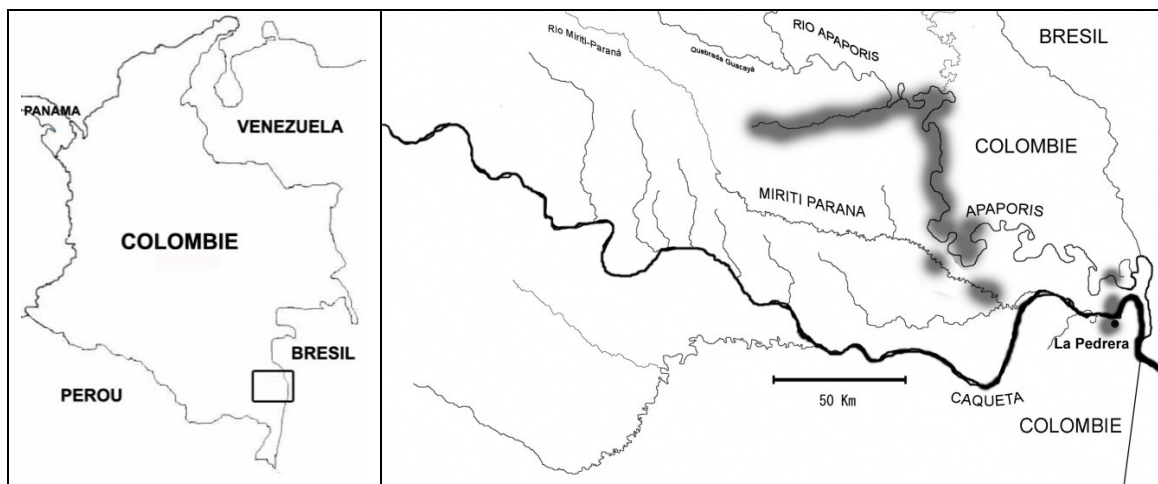 PANAMA
VENEZUELA
COLOMBIE
BRESIL
PEROU
Rio Miriti-Paraná
Quebrada Guacayá
RIO APAPORIS
BRESIL
COLOMBIE
MIRITI PARANA
APAPORIS
La Pedrera
50 Km
CAQUETA
COLOMBIE